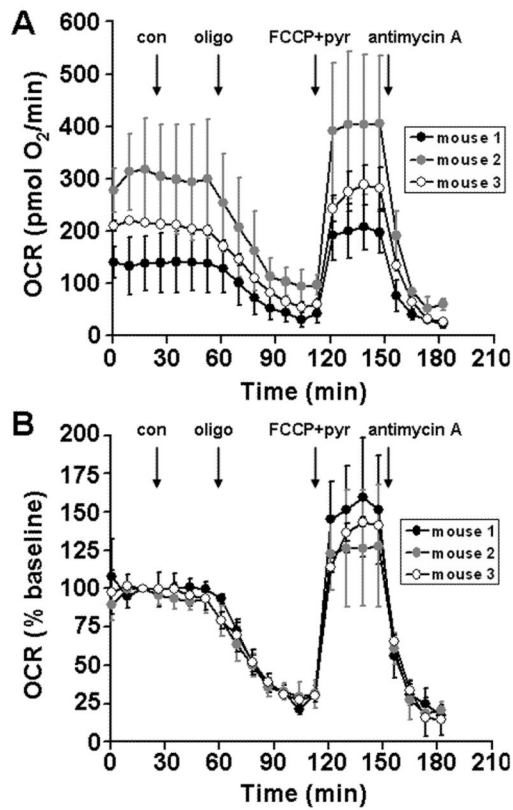 A
con oligo FCCP+pyr antimycin A
OCR (pmol O₂/min)
600
500
400
300
200
100
0
mouse 1
mouse 2
mouse 3
0 30 60 90 120 150 180 210
Time (min)
B
con oligo FCCP+pyr antimycin A
OCR (% baseline)
200
175
150
125
100
75
50
25
0
mouse 1
mouse 2
mouse 3
0 30 60 90 120 150 180 210
Time (min)